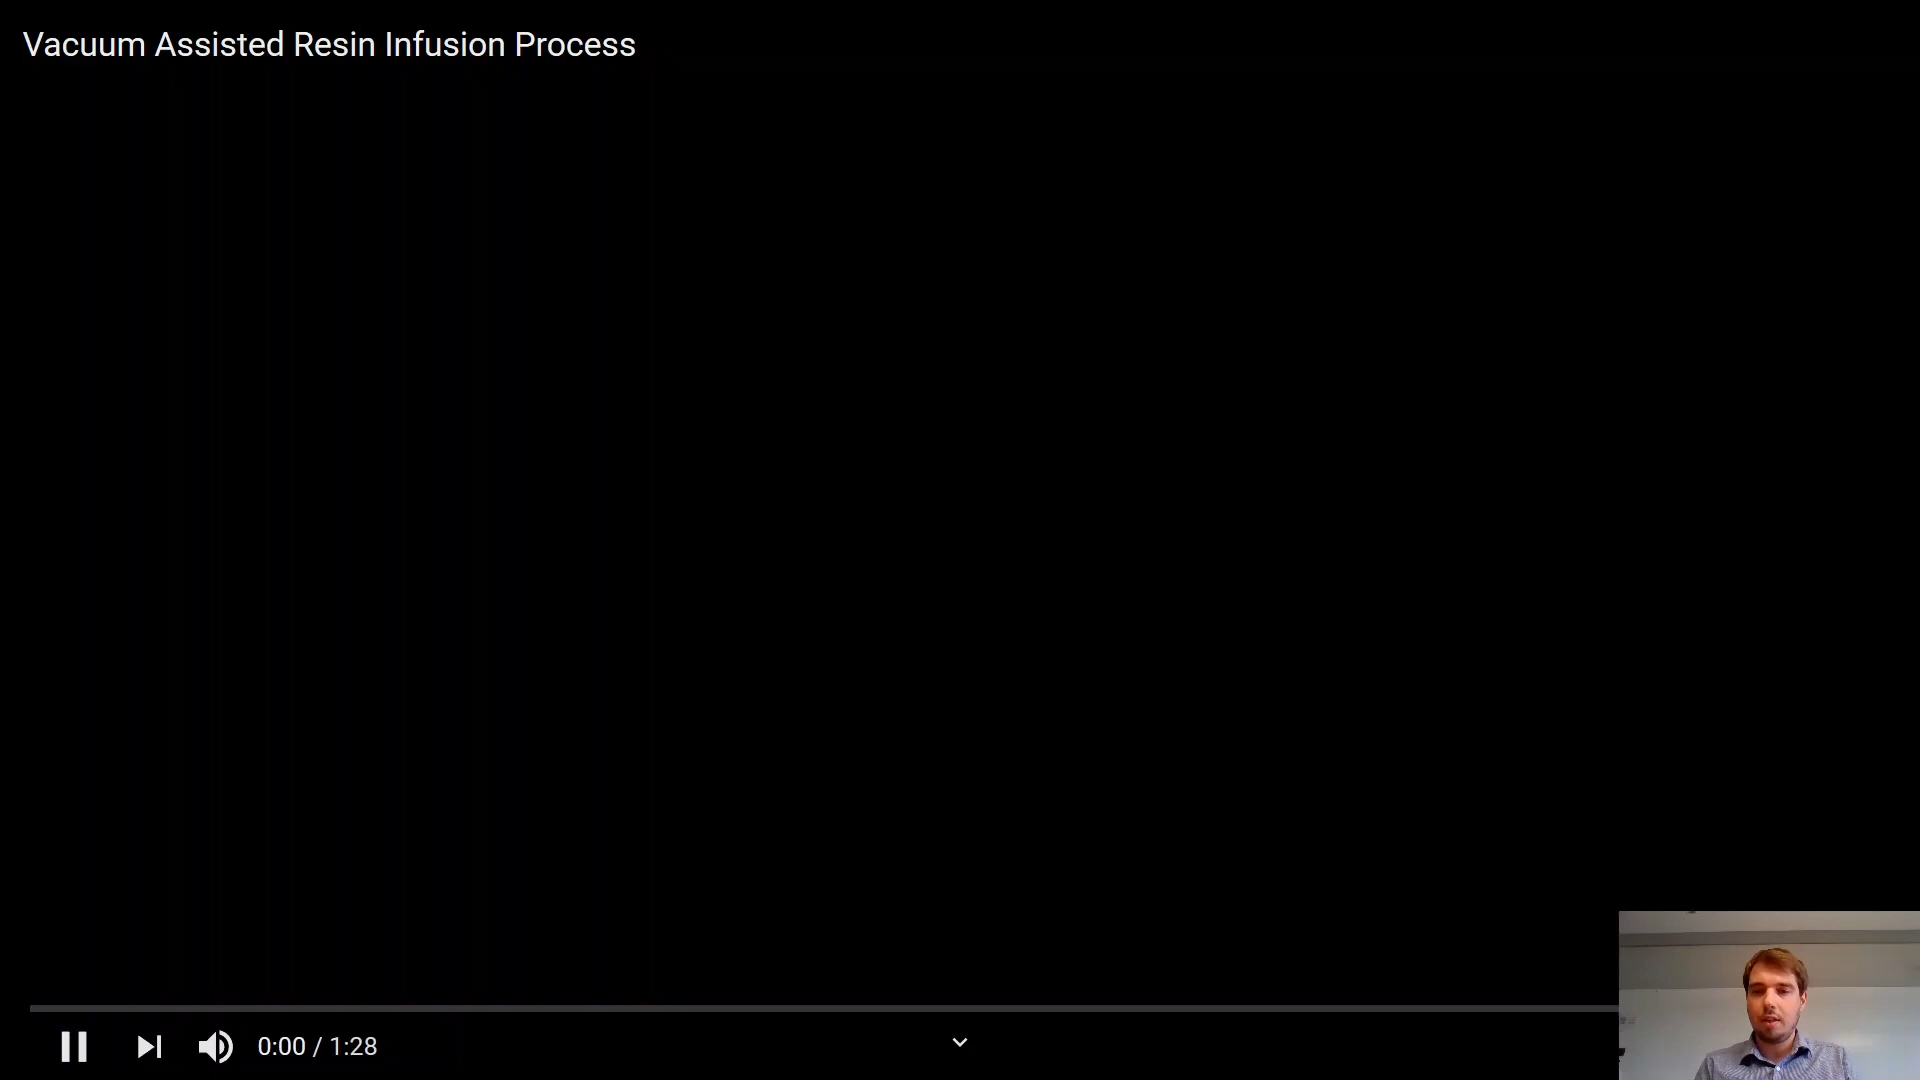 Vacuum Assisted Resin Infusion Process
0:00 / 1:28